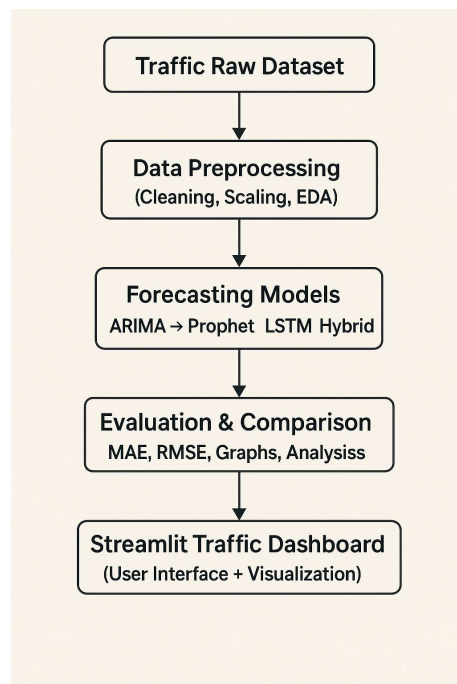 Traffic Raw Dataset
Data Preprocessing
(Cleaning, Scaling, EDA)
Forecasting Models
ARIMA → Prophet LSTM Hybrid
Evaluation & Comparison
MAE, RMSE, Graphs, Analysiss
Streamlit Traffic Dashboard
(User Interface + Visualization)